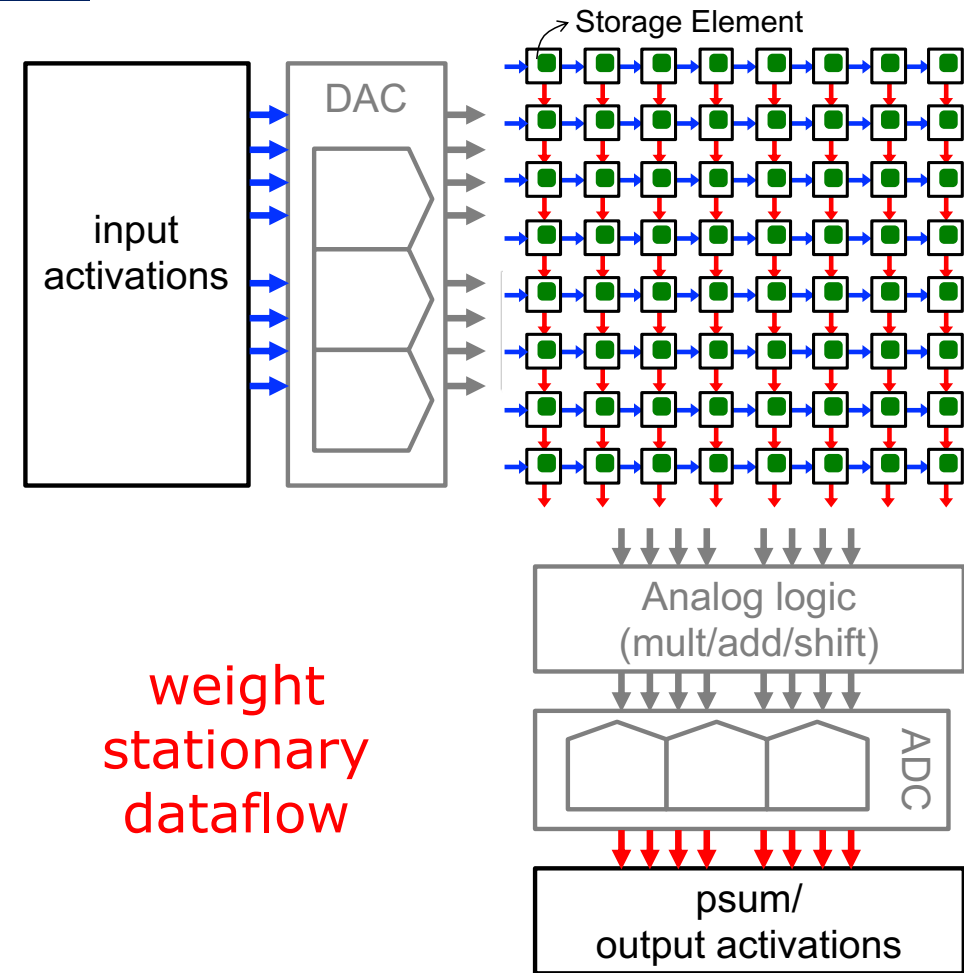 Storage Element
DAC
input
activations
Analog logic
(mult/add/shift)
weight
stationary
dataflow
ADC
psum/
output activations